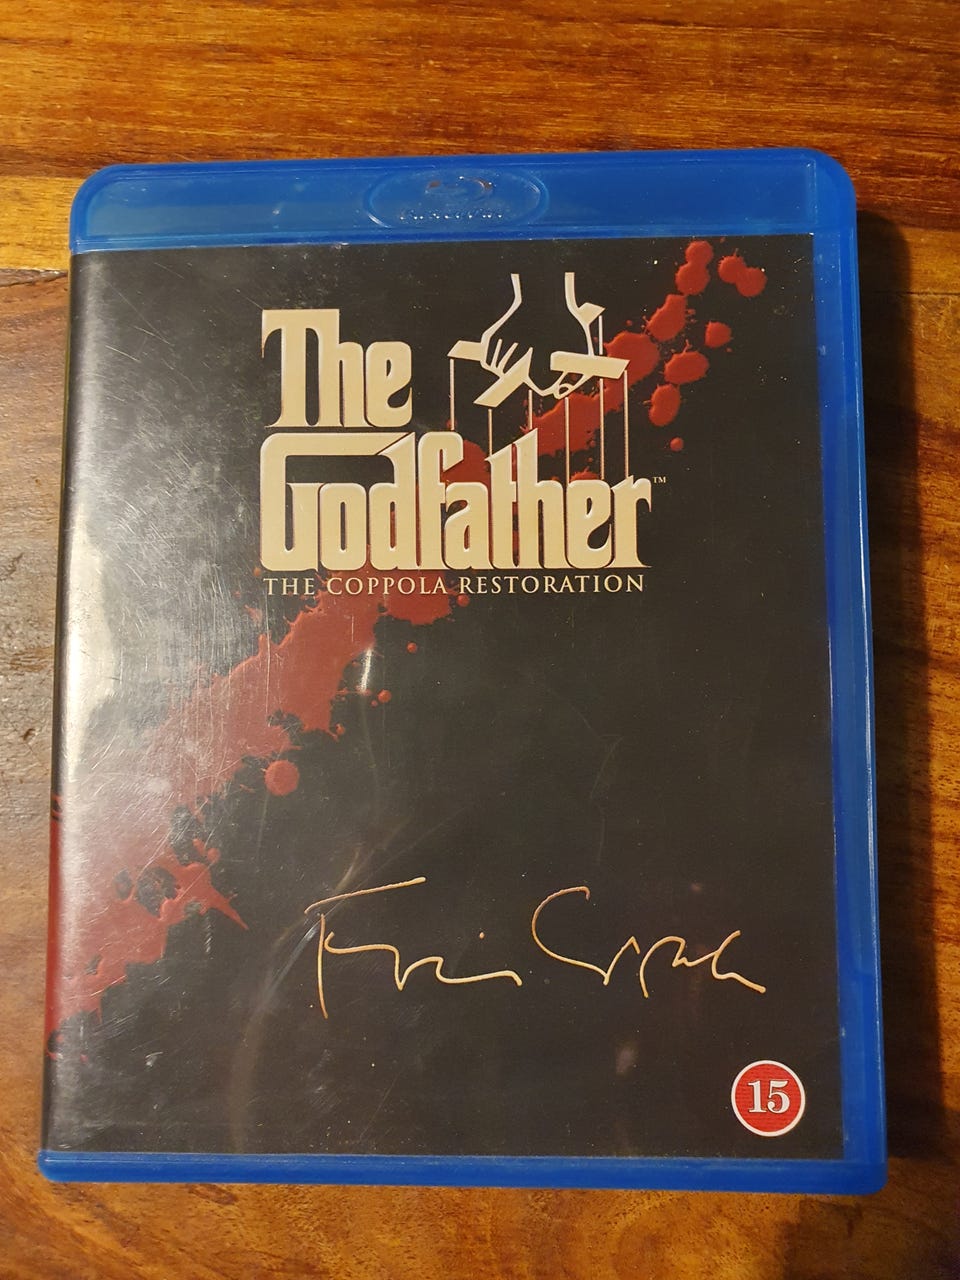 The
Godfather™
THE COPPOLA RESTORATION
15